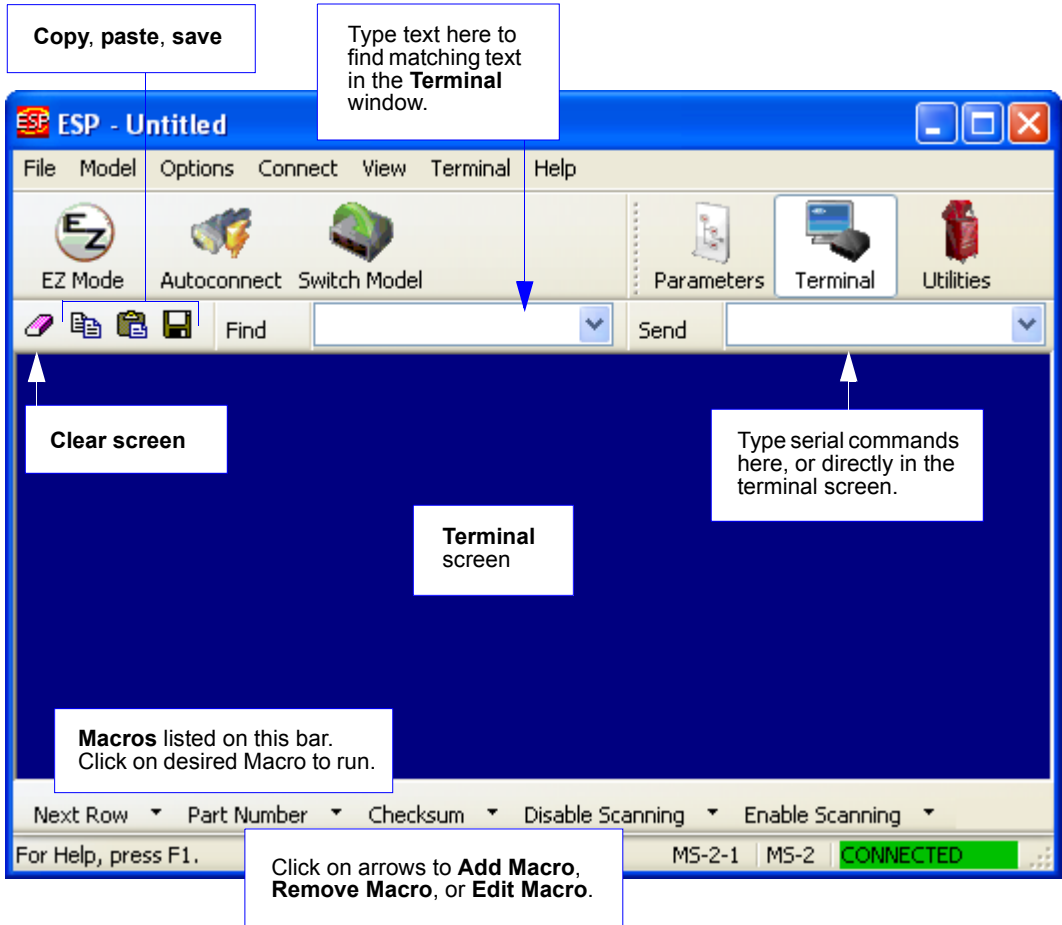 Copy, paste, save
Type text here to
find matching text
in the Terminal
window.
ESP - Untitled
File Model Options Connect View Terminal Help
EZ Mode Autoconnect Switch Model Parameters Terminal Utilities
Find Send
Clear screen
Type serial commands
here, or directly in the
terminal screen.
Terminal
screen
Macros listed on this bar.
Click on desired Macro to run.
Next Row Part Number Checksum Disable Scanning Enable Scanning
For Help, press F1. MS-2-1 MS-2 CONNECTED
Click on arrows to Add Macro,
Remove Macro, or Edit Macro.